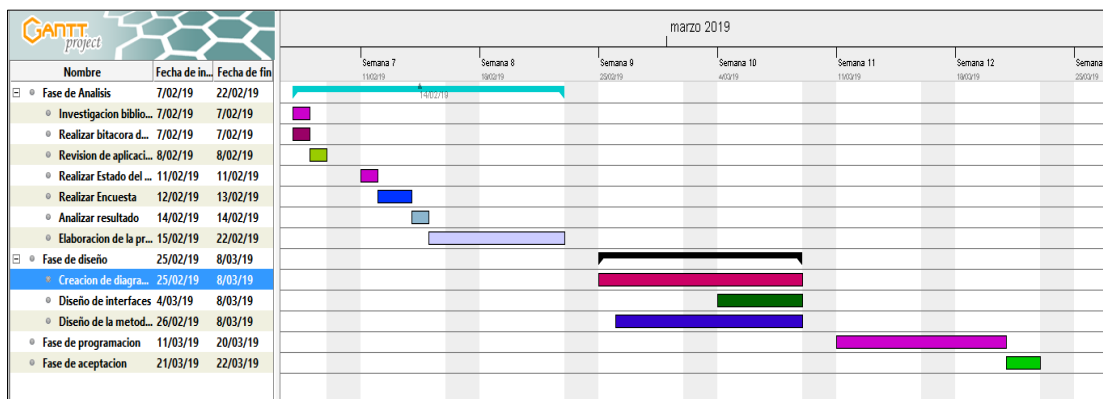 GANTT
project
marzo 2019
Semana 7
Semana 8
Semana 9
Semana 10
Semana 11
Semana 12
Semana
11/02/19
18/02/19
25/02/19
4/03/19
11/03/19
18/03/19
25/03/19
Nombre Fecha de in... Fecha de fin
Fase de Analisis 7/02/19 22/02/19
14/02/19
Investigacion biblio... 7/02/19 7/02/19
Realizar bitacora d... 7/02/19 7/02/19
Revision de aplicaci... 8/02/19 8/02/19
Realizar Estado del ... 11/02/19 11/02/19
Realizar Encuesta 12/02/19 13/02/19
Analizar resultado 14/02/19 14/02/19
Elaboracion de la pr... 15/02/19 22/02/19
Fase de diseño 25/02/19 8/03/19
Creacion de diagra... 25/02/19 8/03/19
Diseño de interfaces 4/03/19 8/03/19
Diseño de la metod... 26/02/19 8/03/19
Fase de programacion 11/03/19 20/03/19
Fase de aceptacion 21/03/19 22/03/19